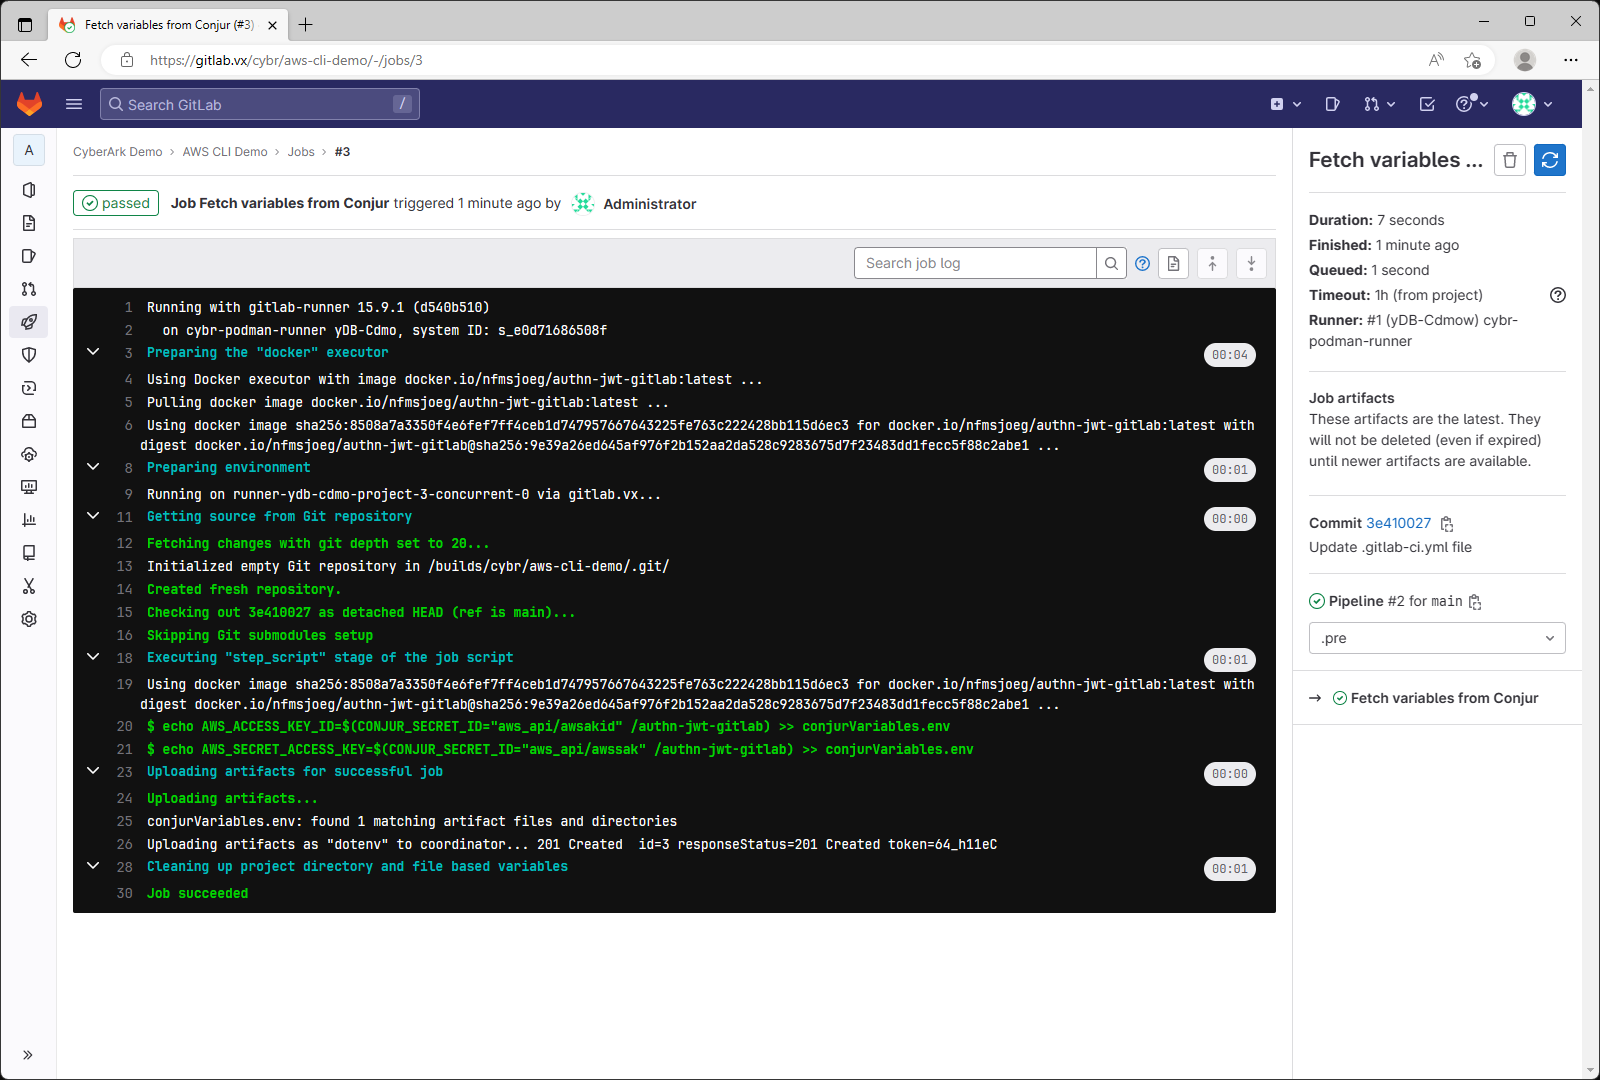 Fetch variables from Conjur (#3)
https://gitlab.vx/cybr/aws-cli-demo/-/jobs/3
Search GitLab /
A
CyberArk Demo › AWS CLI Demo › Jobs › #3
passed Job Fetch variables from Conjur triggered 1 minute ago by Administrator
Search job log
1 Running with gitlab-runner 15.9.1 (d540b510)
2 on cybr-podman-runner yDB-Cdmo, system ID: s_e0d71686508f
3 Preparing the "docker" executor 00:04
4 Using Docker executor with image docker.io/nfmsjoeg/authn-jwt-gitlab:latest ...
5 Pulling docker image docker.io/nfmsjoeg/authn-jwt-gitlab:latest ...
6 Using docker image sha256:8508a7a3350f4e6fef7ff4ceb1d747957667643225fe763c222428bb115d6ec3 for docker.io/nfmsjoeg/authn-jwt-gitlab:latest with
digest docker.io/nfmsjoeg/authn-jwt-gitlab@sha256:9e39a26ed645af976f2b152aa2da528c9283675d7f23483dd1fecc5f88c2abe1 ...
8 Preparing environment 00:01
9 Running on runner-ydb-cdmo-project-3-concurrent-0 via gitlab.vx...
11 Getting source from Git repository 00:00
12 Fetching changes with git depth set to 20...
13 Initialized empty Git repository in /builds/cybr/aws-cli-demo/.git/
14 Created fresh repository.
15 Checking out 3e410027 as detached HEAD (ref is main)...
16 Skipping Git submodules setup
18 Executing "step_script" stage of the job script 00:01
19 Using docker image sha256:8508a7a3350f4e6fef7ff4ceb1d747957667643225fe763c222428bb115d6ec3 for docker.io/nfmsjoeg/authn-jwt-gitlab:latest with
digest docker.io/nfmsjoeg/authn-jwt-gitlab@sha256:9e39a26ed645af976f2b152aa2da528c9283675d7f23483dd1fecc5f88c2abe1 ...
20 $ echo AWS_ACCESS_KEY_ID=$(CONJUR_SECRET_ID="aws_api/awsakid" /authn-jwt-gitlab) >> conjurVariables.env
21 $ echo AWS_SECRET_ACCESS_KEY=$(CONJUR_SECRET_ID="aws_api/awssak" /authn-jwt-gitlab) >> conjurVariables.env
23 Uploading artifacts for successful job 00:00
24 Uploading artifacts...
25 conjurVariables.env: found 1 matching artifact files and directories
26 Uploading artifacts as "dotenv" to coordinator... 201 Created  id=3 responseStatus=201 Created token=64_h11eC
28 Cleaning up project directory and file based variables 00:01
30 Job succeeded
Fetch variables ...
Duration: 7 seconds
Finished: 1 minute ago
Queued: 1 second
Timeout: 1h (from project)
Runner: #1 (yDB-Cdmow) cybr-
podman-runner
Job artifacts
These artifacts are the latest. They
will not be deleted (even if expired)
until newer artifacts are available.
Commit 3e410027
Update .gitlab-ci.yml file
Pipeline #2 for main
.pre
→ Fetch variables from Conjur